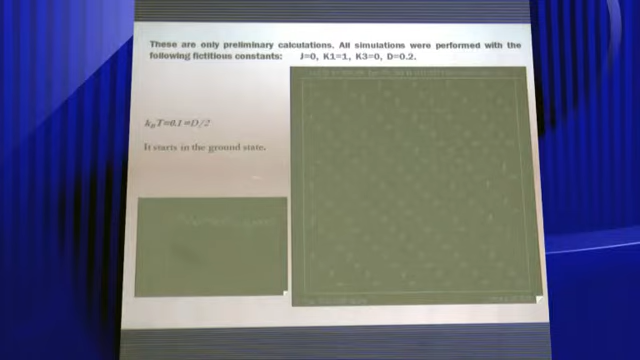 These are only preliminary calculations. All simulations were performed with the
following fictitious constants: J=0, K1=1, K3=0, D=0.2.
k_BT=0.1=D/2
It starts in the ground state.